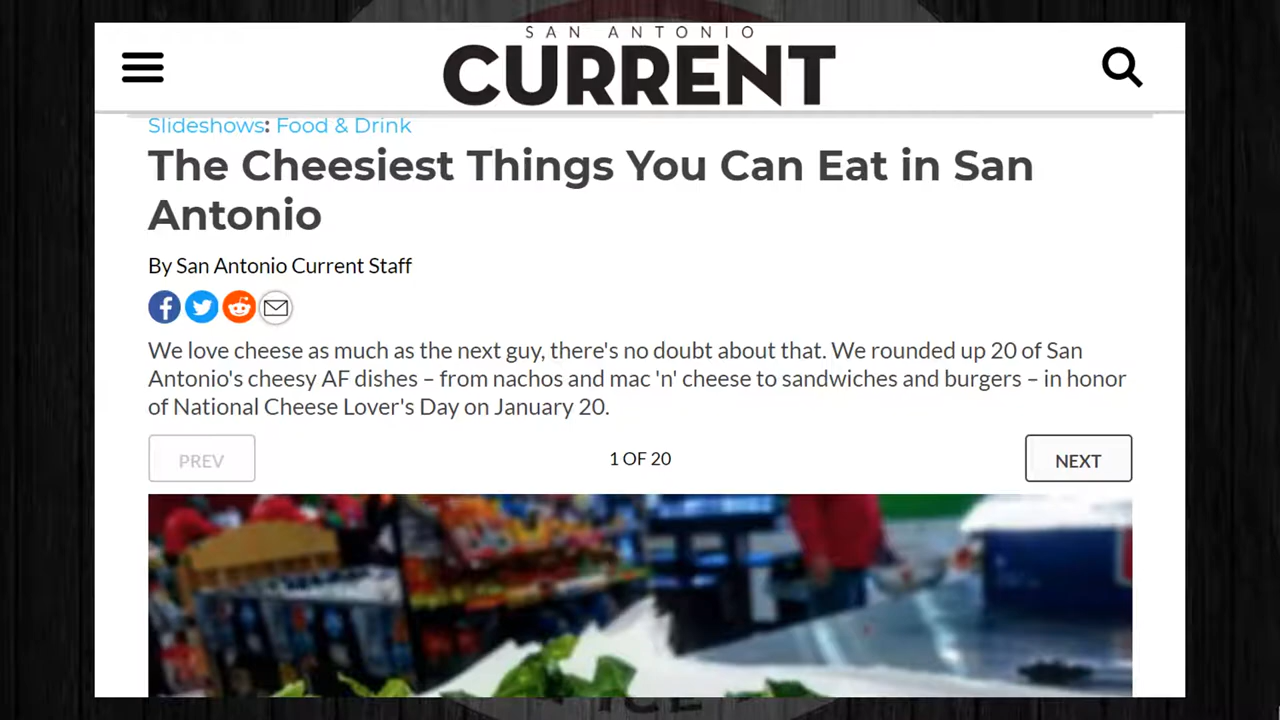 SAN ANTONIO
CURRENT
Slideshows: Food & Drink
The Cheesiest Things You Can Eat in San
Antonio
By San Antonio Current Staff
We love cheese as much as the next guy, there's no doubt about that. We rounded up 20 of San
Antonio's cheesy AF dishes – from nachos and mac 'n' cheese to sandwiches and burgers – in honor
of National Cheese Lover's Day on January 20.
PREV
1 OF 20
NEXT